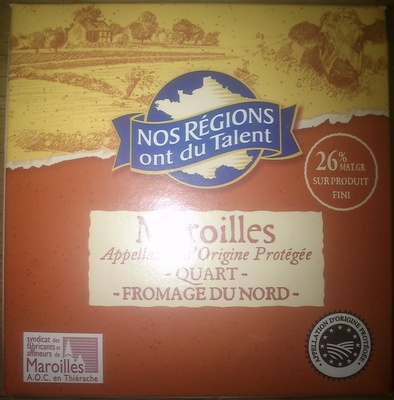 NOS RÉGIONS
ont du Talent
26%
MAT.GR.
SUR PRODUIT
FINI
Maroilles
Appellation d'Origine Protégée
- QUART -
- FROMAGE DU NORD -
syndicat des
fabricants et
affineurs de
Maroilles
A.O.C. en Thiérache
APPELLATION D'ORIGINE PROTÉGÉE